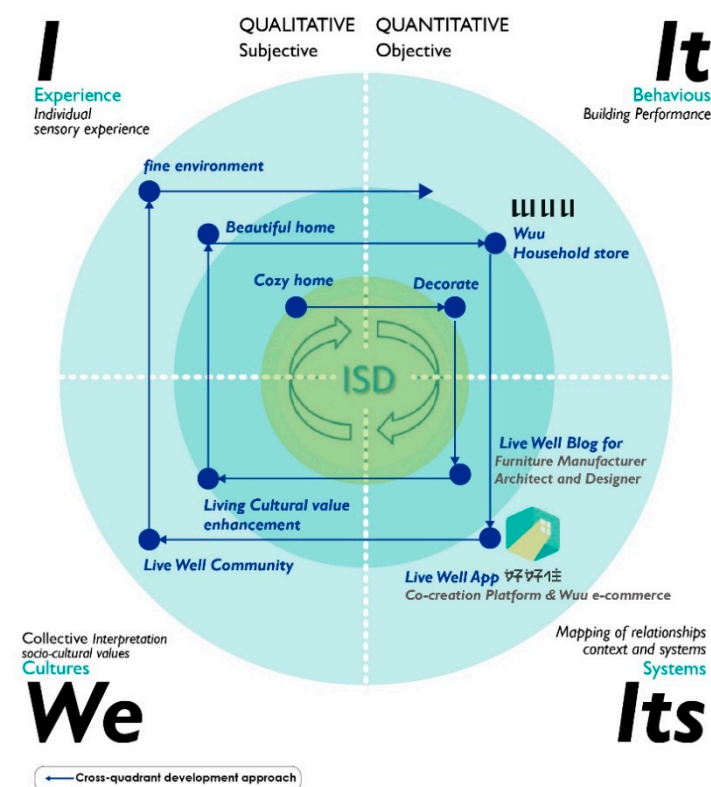 QUALITATIVE
Subjective
QUANTITATIVE
Objective
I
Experience
Individual
sensory experience
It
Behavious
Building Performance
fine environment
Beautiful home
Wuu
Household store
Cozy home
Decorate
ISD
Live Well Blog for
Furniture Manufacturer
Architect and Designer
Living Cultural value
enhancement
Live Well Community
Live Well App 好好住
Co-creation Platform & Wuu e-commerce
Collective Interpretation
socio-cultural values
Cultures
We
Mapping of relationships
context and systems
Systems
Its
Cross-quadrant development approach